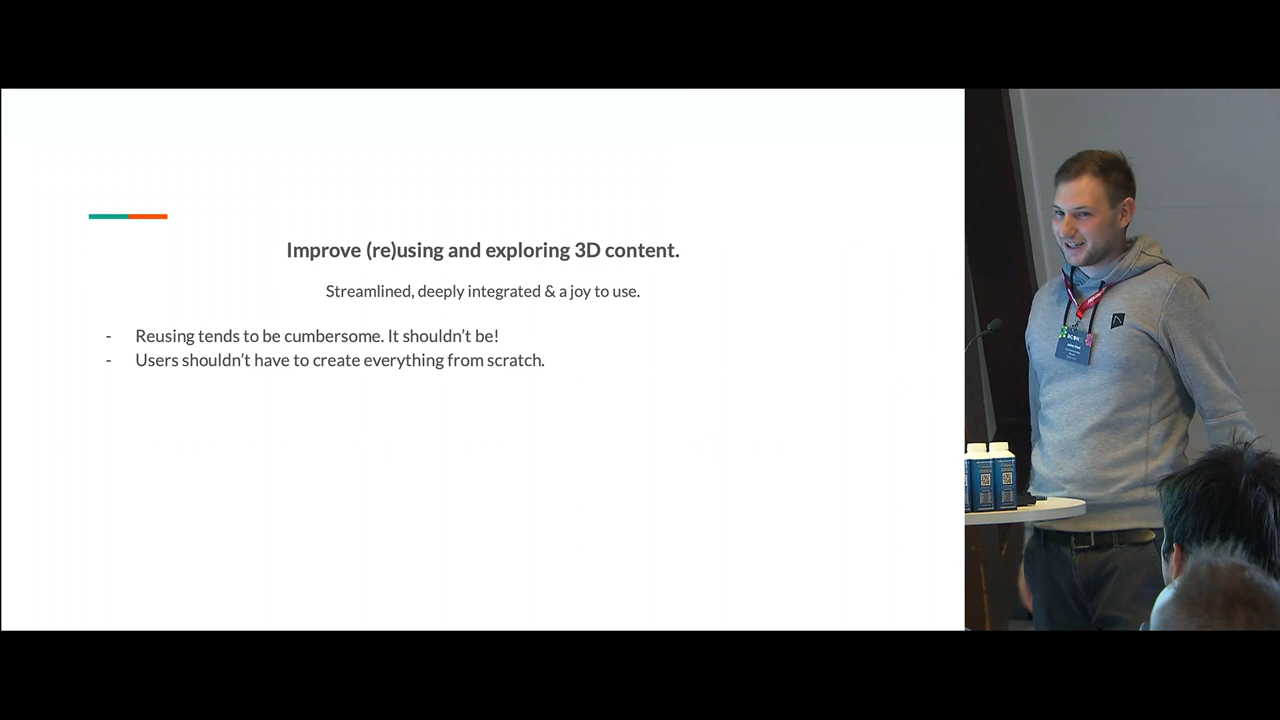 Improve (re)using and exploring 3D content.
Streamlined, deeply integrated & a joy to use.
- Reusing tends to be cumbersome. It shouldn’t be!
- Users shouldn’t have to create everything from scratch.